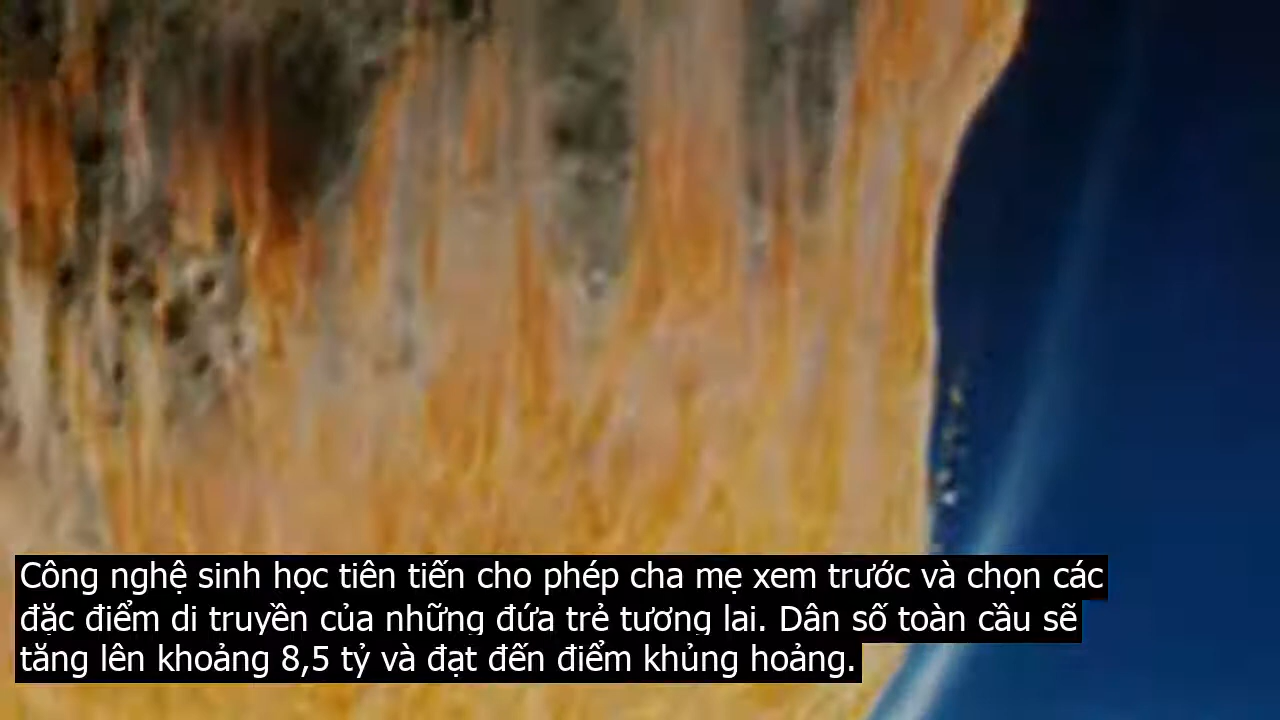 Công nghệ sinh học tiên tiến cho phép cha mẹ xem trước và chọn các
đặc điểm di truyền của những đứa trẻ tương lai. Dân số toàn cầu sẽ
tăng lên khoảng 8,5 tỷ và đạt đến điểm khủng hoảng.